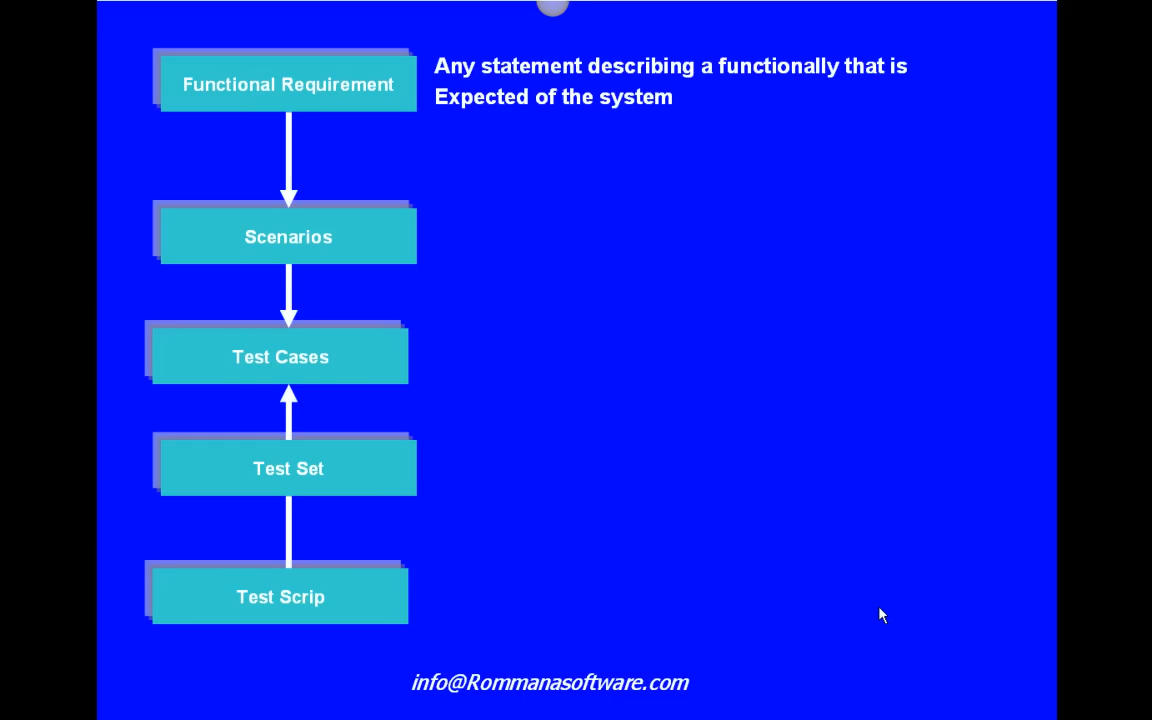 Functional Requirement
Any statement describing a functionally that is
Expected of the system
Scenarios
Test Cases
Test Set
Test Scrip
info@Rommanasoftware.com